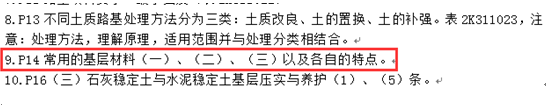 8.P13 不同土质路基处理方法分为三类：土质改良、土的置换、土的补强。表 2K311023，注
意：处理方法，理解原理，适用范围并与处理分类相结合。
9.P14 常用的基层材料（一）、（二）、（三）以及各自的特点。
10.P16（三）石灰稳定土与水泥稳定土基层压实与养护（1）、（5）条。